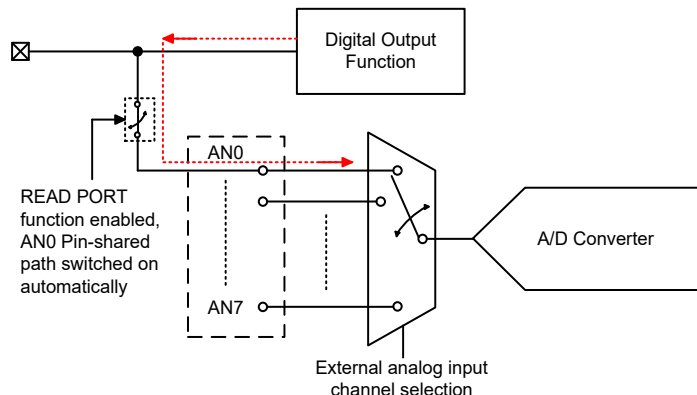 Digital Output
Function
AN0
READ PORT
function enabled,
AN0 Pin-shared
path switched on
automatically
A/D Converter
AN7
External analog input
channel selection